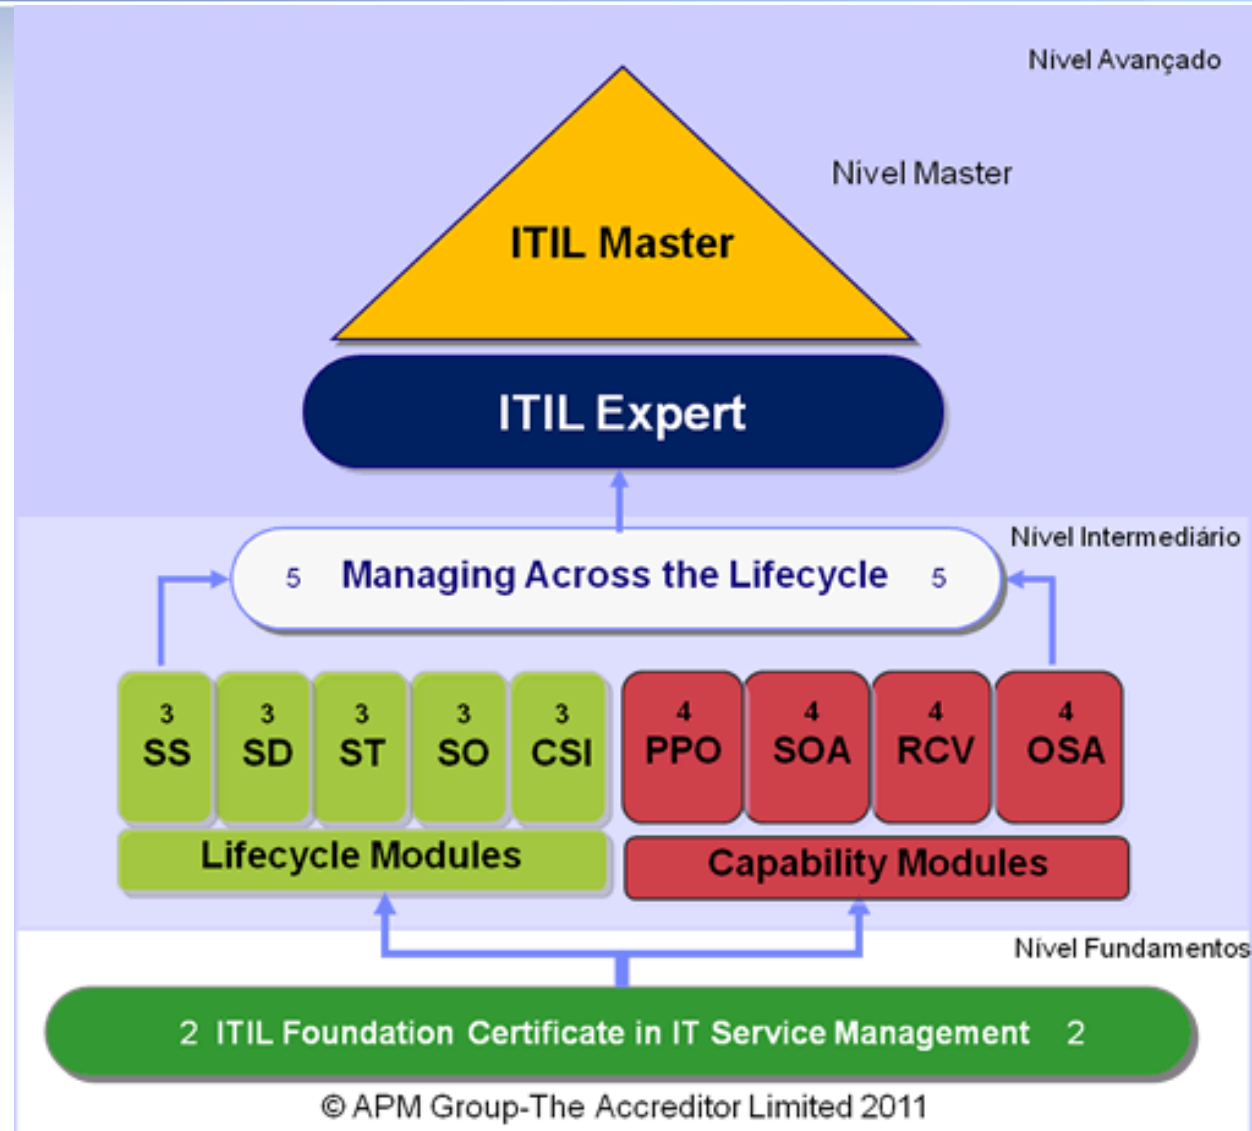 Nível Avançado
Nível Master
ITIL Master
ITIL Expert
Nível Intermediário
5 Managing Across the Lifecycle 5
3 3 3 3 3 4 4 4 4
SS SD ST SO CSI PPO SOA RCV OSA
Lifecycle Modules
Capability Modules
Nível Fundamentos
2 ITIL Foundation Certificate in IT Service Management 2
© APM Group-The Accreditor Limited 2011